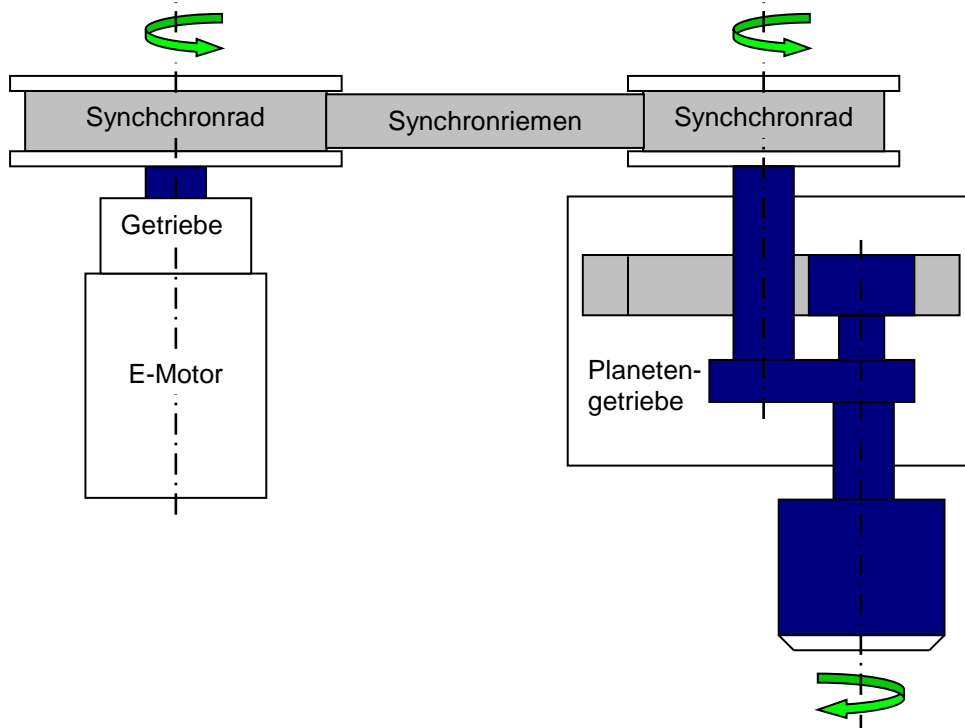 Synchchronrad
Synchronriemen
Synchchronrad
Getriebe
E-Motor
Planeten-
getriebe